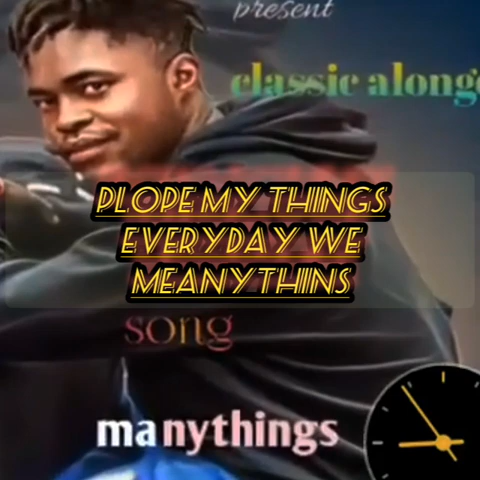 present
classic alonge
PLOPE MY THINGS
EVERYDAY WE
MEANYTHINS
song
manythings